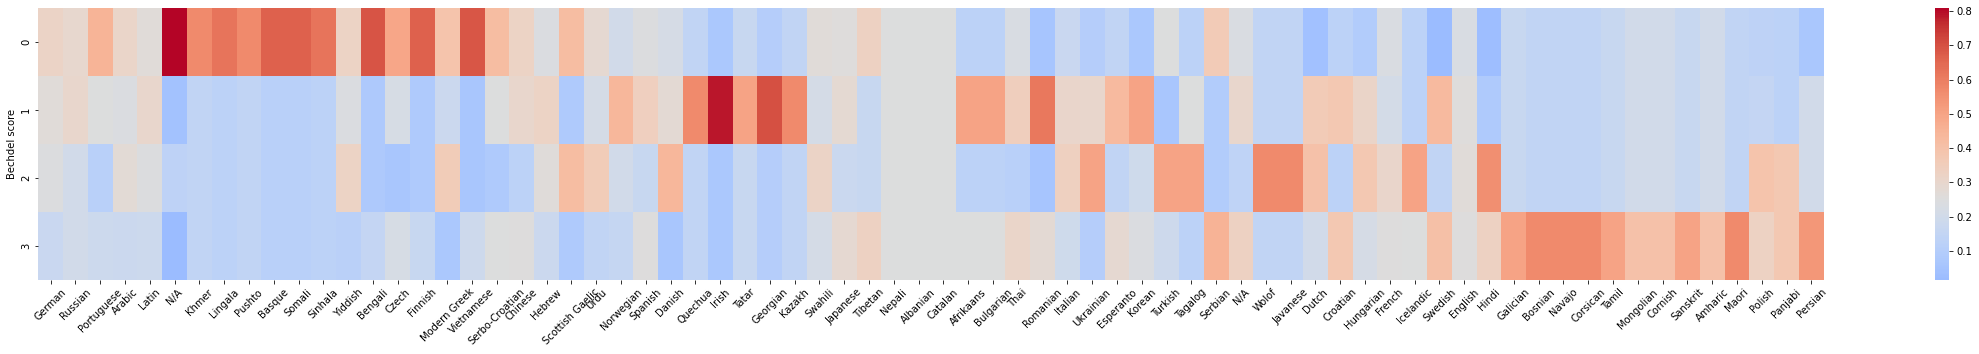 Bechdel score
0
1
2
3
German
Russian
Portuguese
Arabic
Latin
N/A
Khmer
Lingala
Pushto
Basque
Somali
Sinhala
Yiddish
Bengali
Czech
Finnish
Modern Greek
Vietnamese
Serbo-Croatian
Chinese
Hebrew
Scottish Gaelic
Urdu
Norwegian
Spanish
Danish
Quechua
Irish
Tatar
Georgian
Kazakh
Swahili
Japanese
Tibetan
Nepali
Albanian
Catalan
Afrikaans
Bulgarian
Thai
Romanian
Italian
Ukrainian
Esperanto
Korean
Turkish
Tagalog
Serbian
N/A
Wolof
Javanese
Dutch
Croatian
Hungarian
French
Icelandic
Swedish
English
Hindi
Galician
Bosnian
Navajo
Corsican
Tamil
Mongolian
Cornish
Sanskrit
Amharic
Maori
Polish
Panjabi
Persian
0.8
0.7
0.6
0.5
0.4
0.3
0.2
0.1